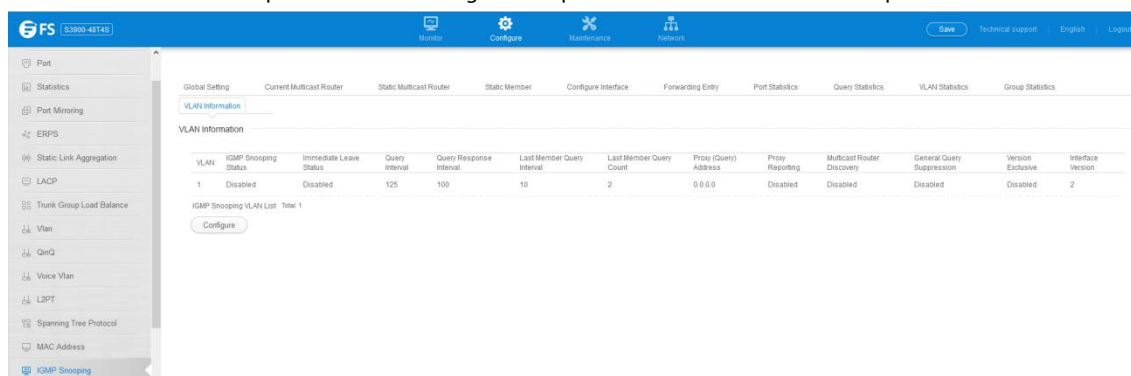 FS S3900-48T4S Monitor Configure Maintenance Network Save Technical support English Logout
Port
Statistics
Port Mirroring
ERPS
Static Link Aggregation
LACP
Trunk Group Load Balance
Vlan
QinQ
Voice Vlan
L2PT
Spanning Tree Protocol
MAC Address
IGMP Snooping
Global Setting Current Multicast Router Static Multicast Router Static Member Configure Interface Forwarding Entry Port Statistics Query Statistics VLAN Statistics Group Statistics
VLAN Information
VLAN Information
VLAN IGMP Snooping Status Immediate Leave Status Query Interval Query Response Interval Last Member Query Interval Last Member Query Count Proxy (Query) Address Proxy Reporting Multicast Router Discovery General Query Suppression Version Exclusive Interface Version
1 Disabled Disabled 125 100 10 2 0.0.0.0 Disabled Disabled Disabled Disabled 2
IGMP Snooping VLAN List Total: 1
Configure